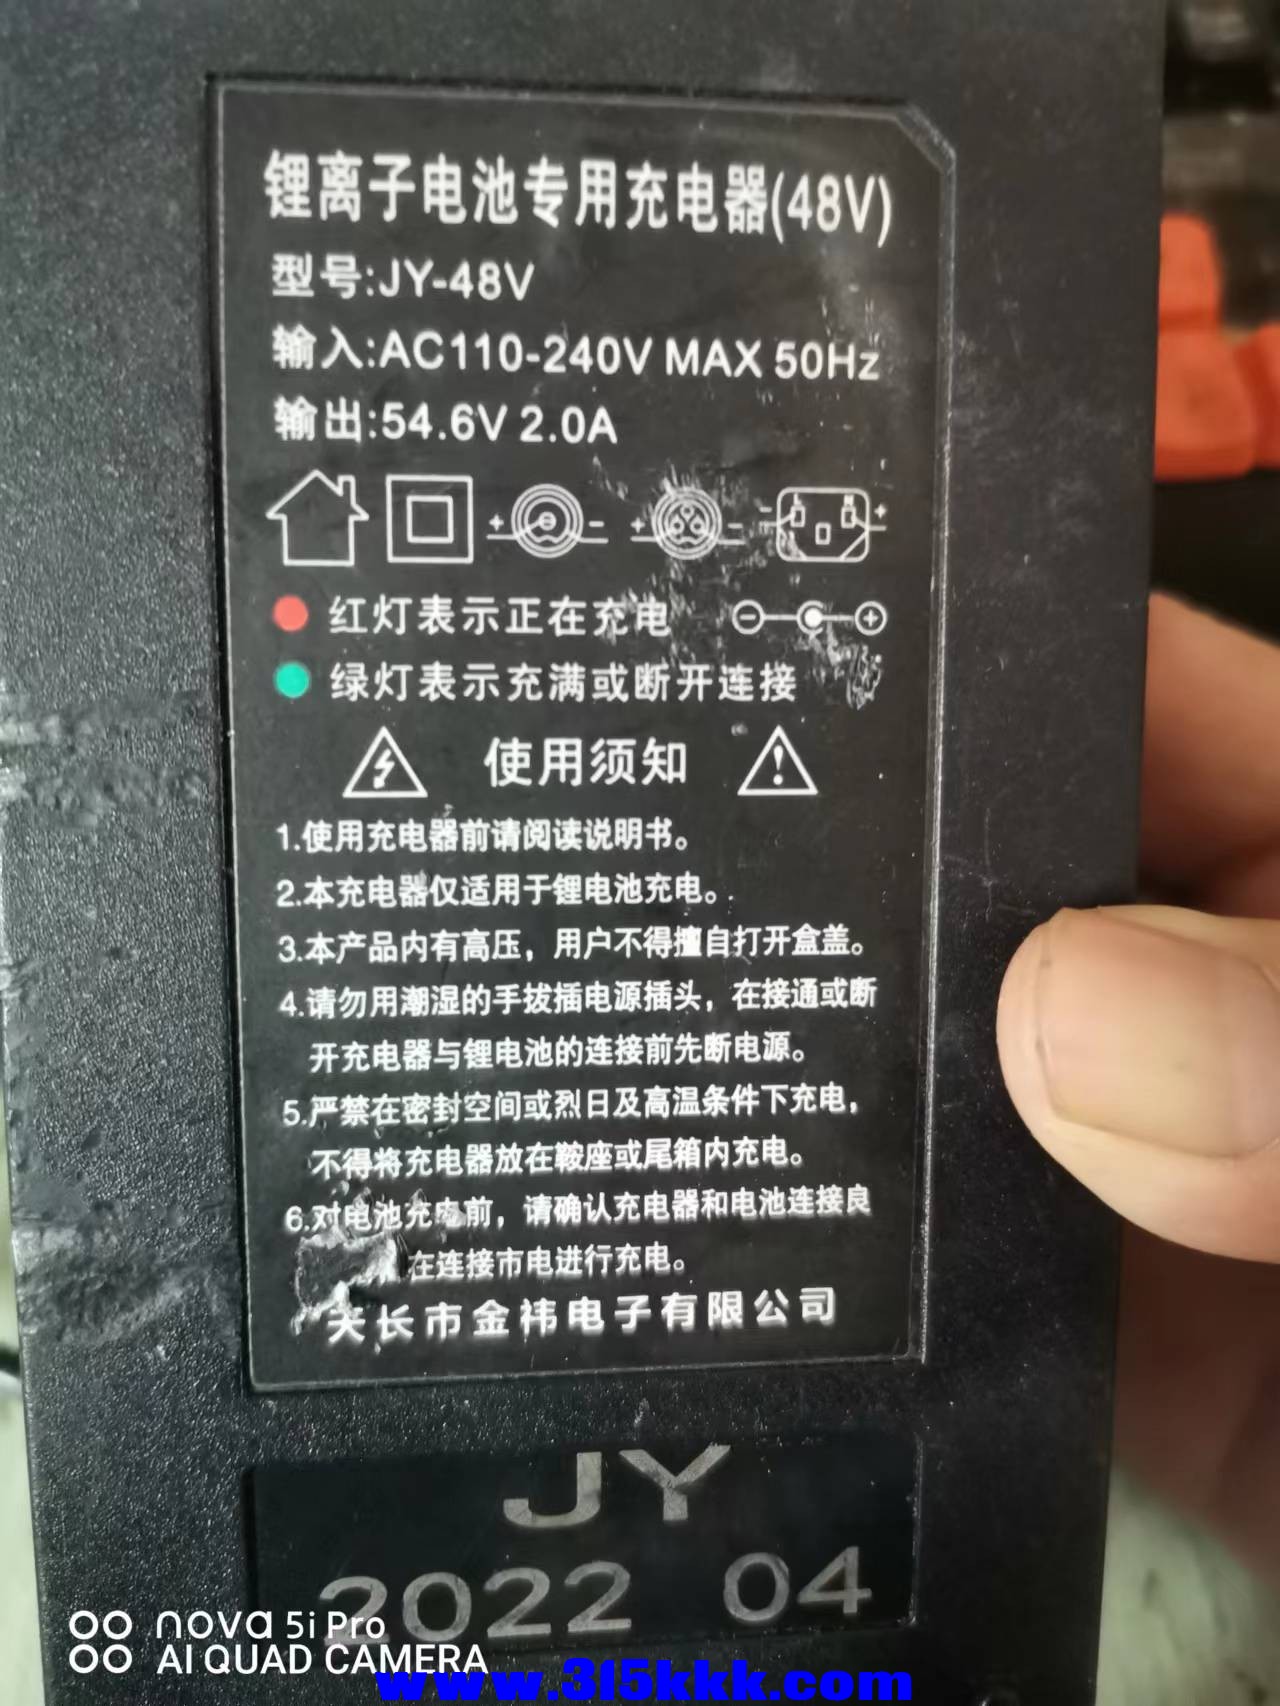 锂离子电池专用充电器(48V)
型号:JY-48V
输入:AC110-240V MAX 50Hz
输出:54.6V 2.0A
+ - + - - L N +
红灯表示正在充电 - +
绿灯表示充满或断开连接
使用须知
1.使用充电器前请阅读说明书。
2.本充电器仅适用于锂电池充电。
3.本产品内有高压，用户不得擅自打开盒盖。
4.请勿用潮湿的手拔插电源插头，在接通或断
开充电器与锂电池的连接前先断电源。
5.严禁在密封空间或烈日及高温条件下充电，
不得将充电器放在鞍座或尾箱内充电。
6.对电池充电前，请确认充电器和电池连接良
在连接市电进行充电。
天长市金祎电子有限公司
JY
2022 04
nova 5i Pro
AI QUAD CAMERA
www.315kkk.com